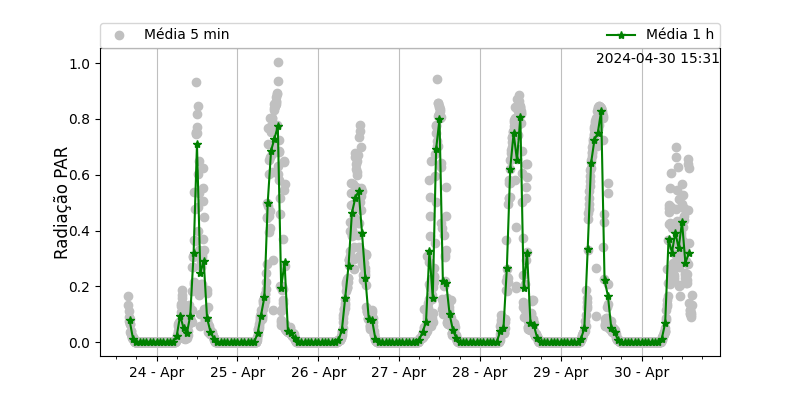 Média 5 min
Média 1 h
2024-04-30 15:31
Radiação PAR
1.0
0.8
0.6
0.4
0.2
0.0
24 - Apr
25 - Apr
26 - Apr
27 - Apr
28 - Apr
29 - Apr
30 - Apr